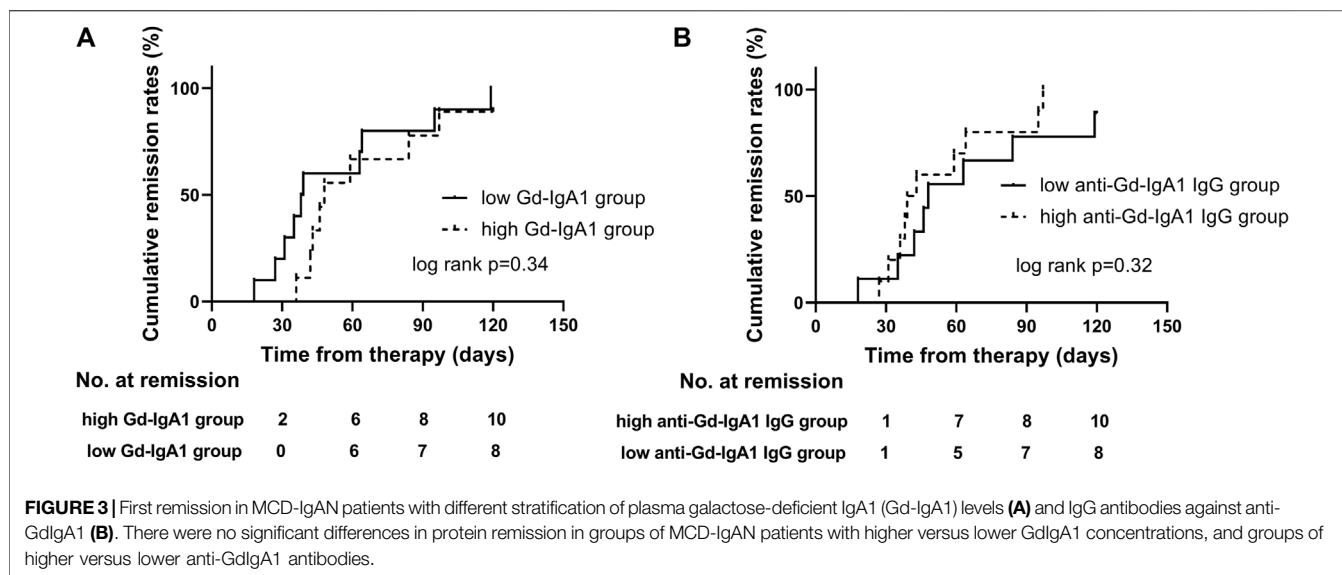 A
B
Cumulative remission rates (%)
100
50
0
0 30 60 90 120 150
Time from therapy (days)
low Gd-IgA1 group
high Gd-IgA1 group
log rank p=0.34
Cumulative remission rates (%)
100
50
0
0 30 60 90 120 150
Time from therapy (days)
low anti-Gd-IgA1 IgG group
high anti-Gd-IgA1 IgG group
log rank p=0.32
No. at remission
high Gd-IgA1 group 2 6 8 10
low Gd-IgA1 group 0 6 7 8
No. at remission
high anti-Gd-IgA1 IgG group 1 7 8 10
low anti-Gd-IgA1 IgG group 1 5 7 8
FIGURE 3 | First remission in MCD-IgAN patients with different stratification of plasma galactose-deficient IgA1 (Gd-IgA1) levels (A) and IgG antibodies against anti-
GdIgA1 (B). There were no significant differences in protein remission in groups of MCD-IgAN patients with higher versus lower GdIgA1 concentrations, and groups of
higher versus lower anti-GdIgA1 antibodies.